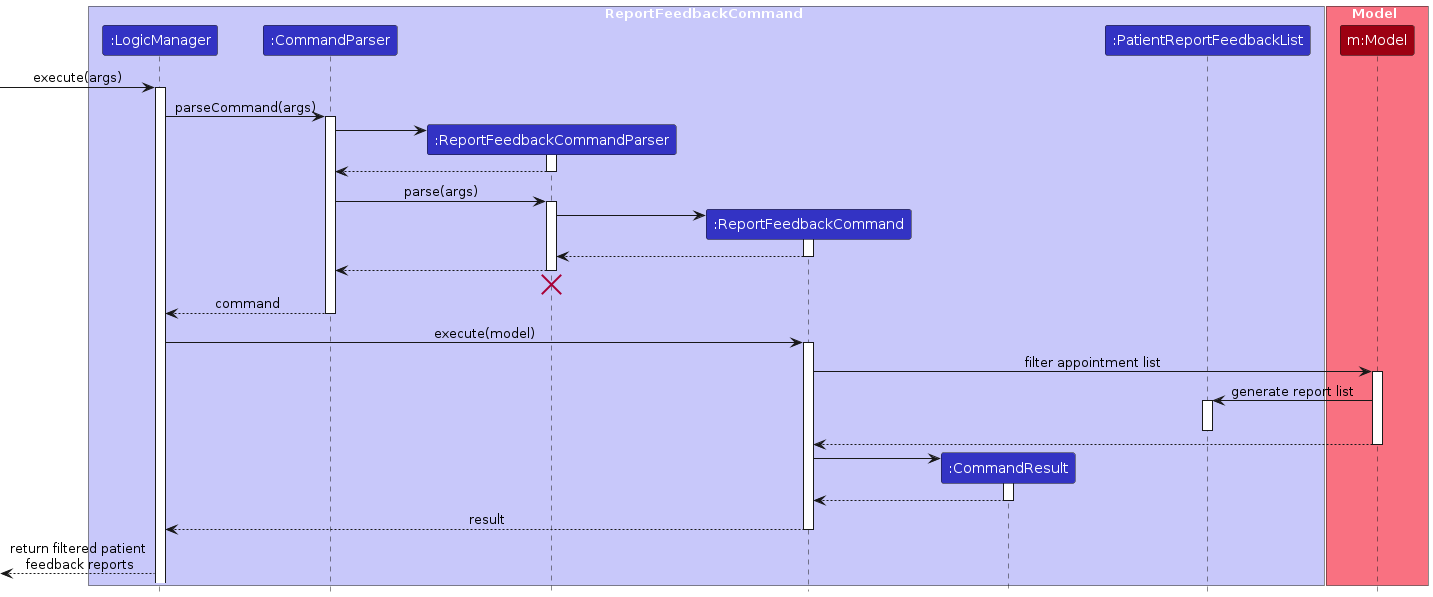 ReportFeedbackCommand
Model
:LogicManager
:CommandParser
:PatientReportFeedbackList
m:Model
execute(args)
parseCommand(args)
:ReportFeedbackCommandParser
parse(args)
:ReportFeedbackCommand
command
execute(model)
filter appointment list
generate report list
:CommandResult
result
return filtered patient
feedback reports